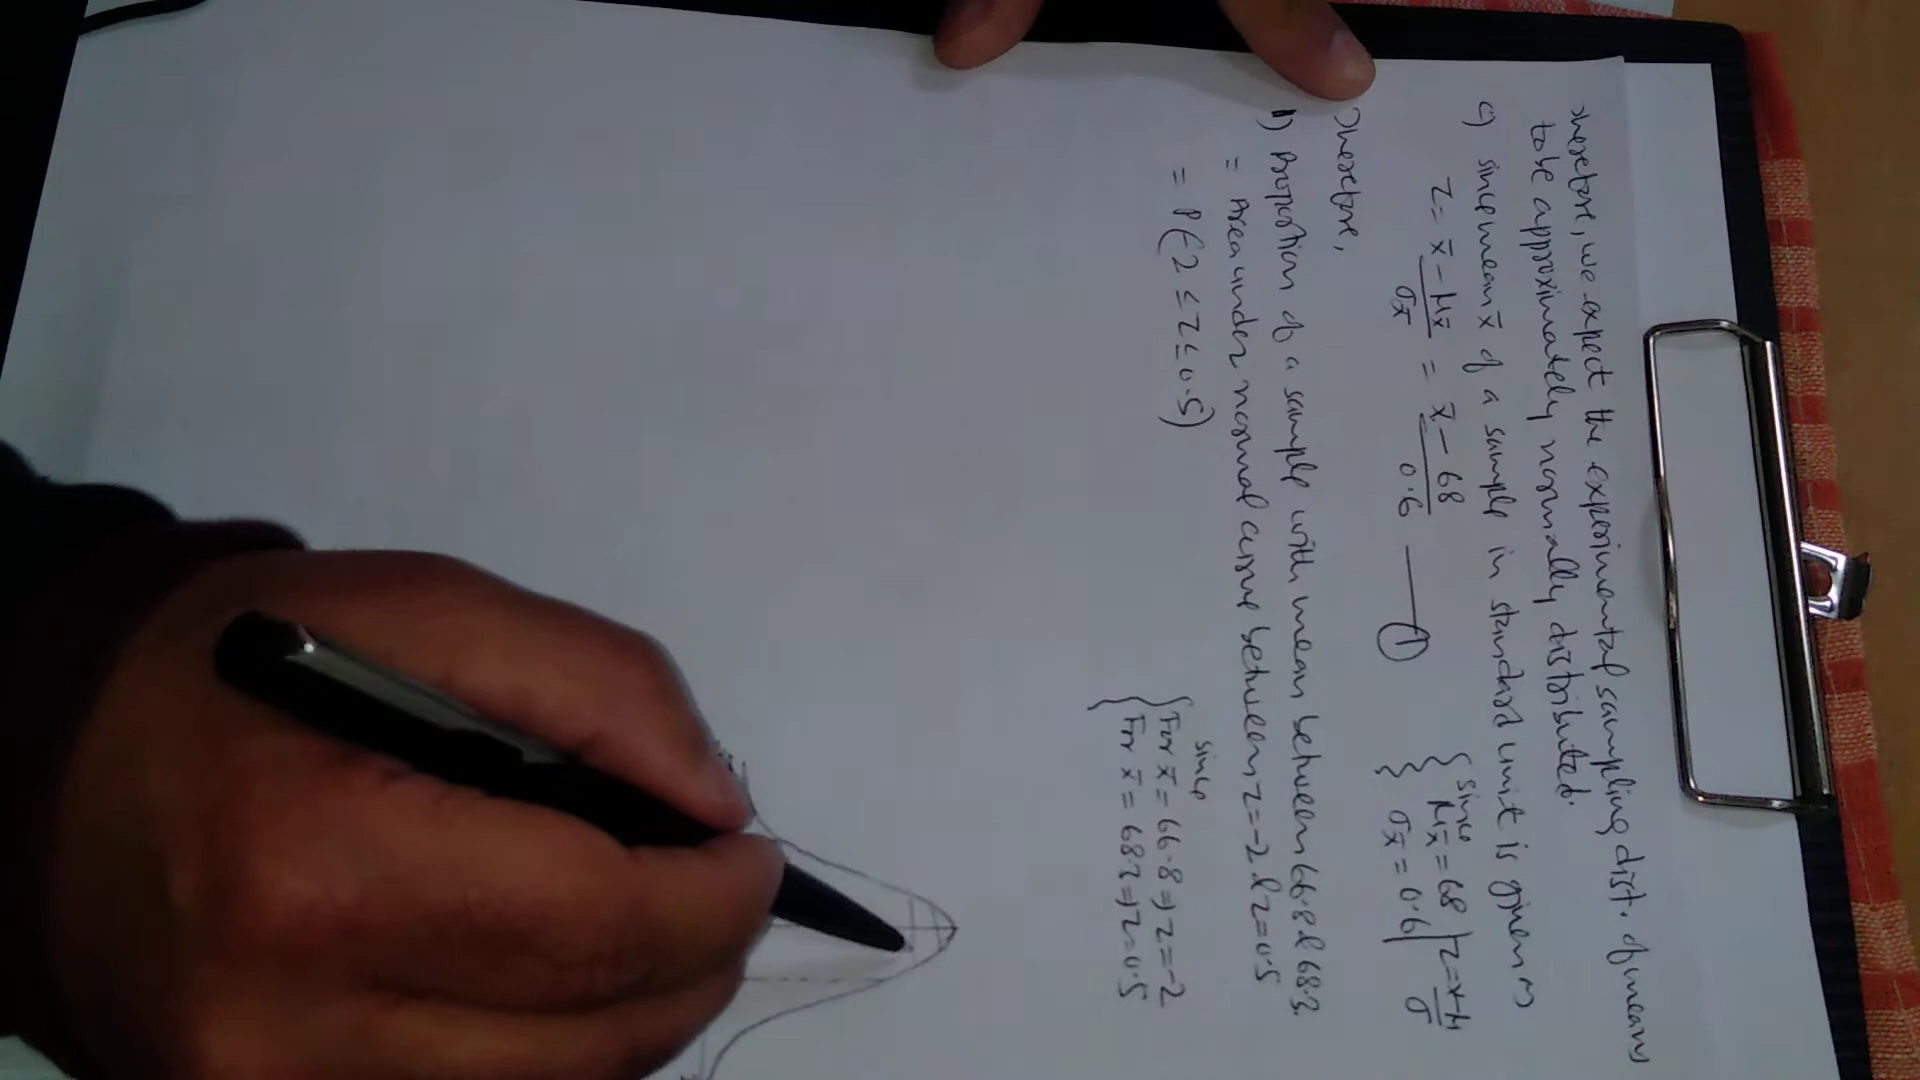 Therefore, we expect the experimental sampling dist. of means
to be approximately normally distributed.
c) since mean x̄ of a sample in standard unit is given as
z = x̄ - μx̄ / σx̄ = x̄ - 68 / 0.6 —— ①
{ since
μx̄ = 68
σx̄ = 0.6
z = x-μ / σ
Therefore,
1) Proportion of a sample with mean between 66.8 & 68.3
= Area under normal curve between z = -2 & z = 0.5
= P(-2 ≤ z ≤ 0.5)
since
{ For x̄ = 66.8 ⇒ z = -2
{ For x̄ = 68.3 ⇒ z = 0.5